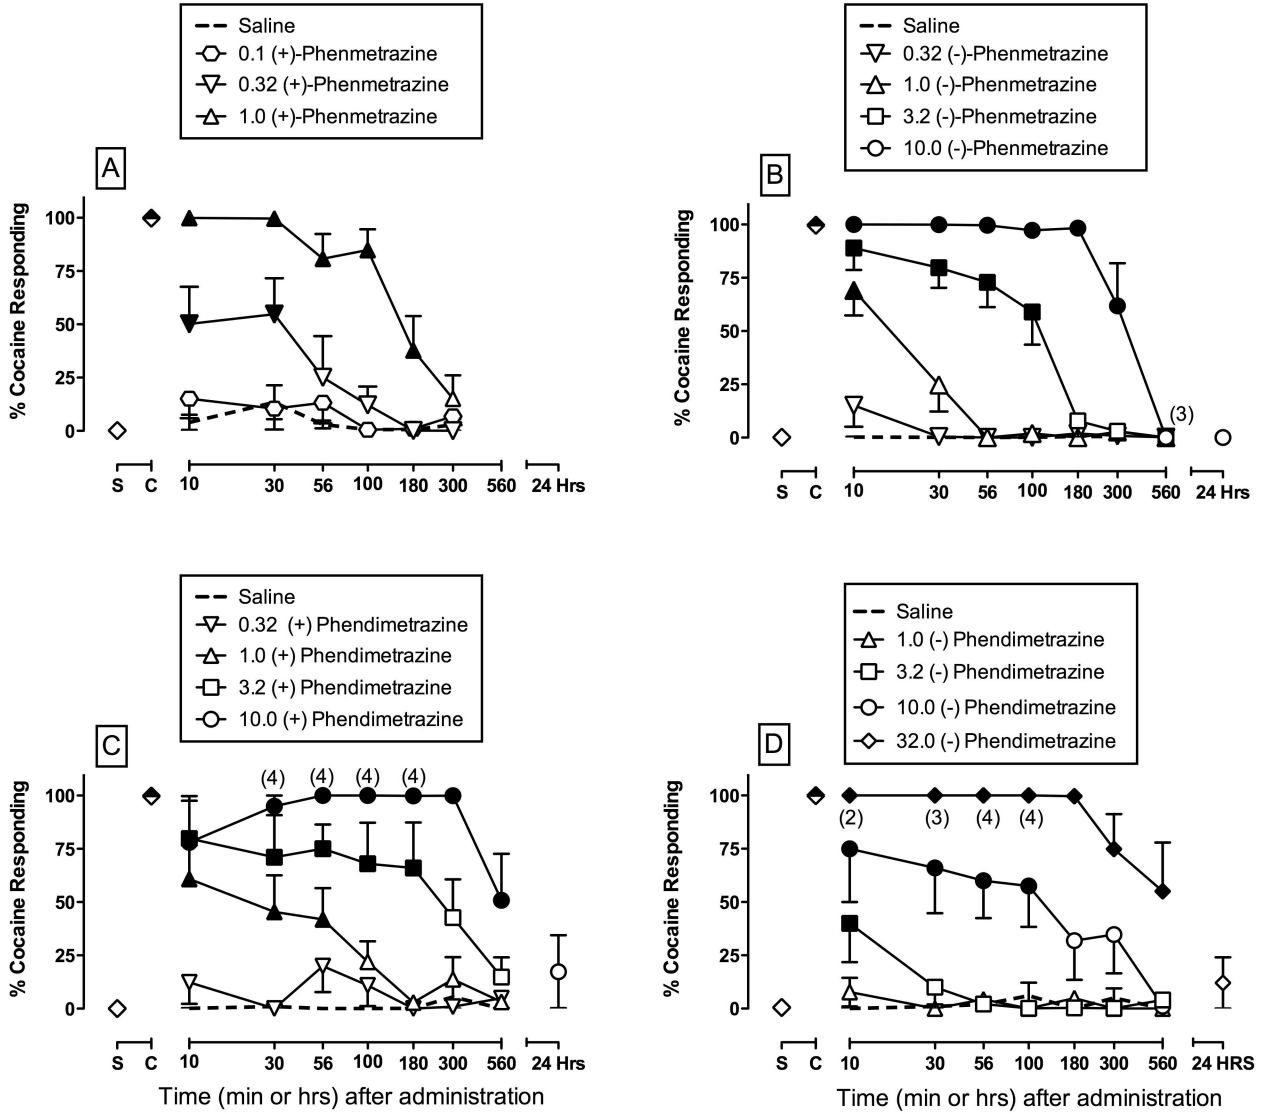 Saline
0.1 (+)-Phenmetrazine
0.32 (+)-Phenmetrazine
1.0 (+)-Phenmetrazine
A
% Cocaine Responding
100
75
50
25
0
S C 10 30 56 100 180 300 560 24 Hrs
Saline
0.32 (-)-Phenmetrazine
1.0 (-)-Phenmetrazine
3.2 (-)-Phenmetrazine
10.0 (-)-Phenmetrazine
B
% Cocaine Responding
100
75
50
25
0
(3)
S C 10 30 56 100 180 300 560 24 Hrs
Saline
0.32 (+) Phendimetrazine
1.0 (+) Phendimetrazine
3.2 (+) Phendimetrazine
10.0 (+) Phendimetrazine
C
% Cocaine Responding
(4) (4) (4) (4)
100
75
50
25
0
S C 10 30 56 100 180 300 560 24 Hrs
Time (min or hrs) after administration
Saline
1.0 (-) Phendimetrazine
3.2 (-) Phendimetrazine
10.0 (-) Phendimetrazine
32.0 (-) Phendimetrazine
D
% Cocaine Responding
100
(2) (3) (4) (4)
75
50
25
0
S C 10 30 56 100 180 300 560 24 HRS
Time (min or hrs) after administration